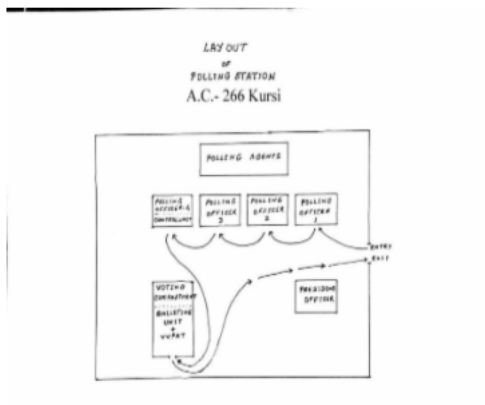 LAY OUT
OF
POLLING STATION
A.C.- 266 Kursi
POLLING AGENTS
POLLING
OFFICER-4
CONTROL UNIT
POLLING
OFFICER
3
POLLING
OFFICER
2
POLLING
OFFICER
1
ENTRY
EXIT
VOTING
COMPARTMENT
BALLOTING
UNIT
+
VVPAT
PRESIDING
OFFICER